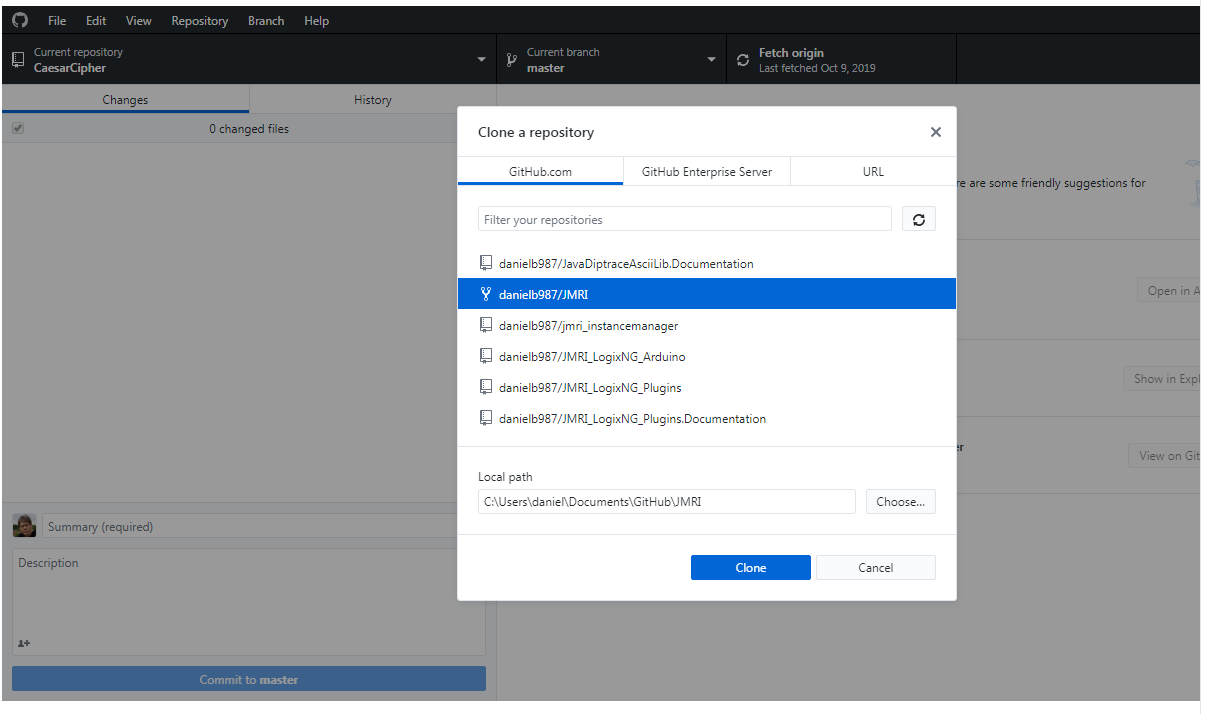 File Edit View Repository Branch Help
Current repository
CaesarCipher
Current branch
master
Fetch origin
Last fetched Oct 9, 2019
Changes History
0 changed files
Clone a repository
GitHub.com GitHub Enterprise Server URL
Filter your repositories
danielb987/JavaDiptraceAsciiLib.Documentation
danielb987/JMRI
danielb987/jmri_instancemanager
danielb987/JMRI_LogixNG_Arduino
danielb987/JMRI_LogixNG_Plugins
danielb987/JMRI_LogixNG_Plugins.Documentation
Local path
C:\Users\daniel\Documents\GitHub\JMRI
Choose...
Clone Cancel
re are some friendly suggestions for
Open in A
Show in Expl
er
View on Git
Summary (required)
Description
Commit to master